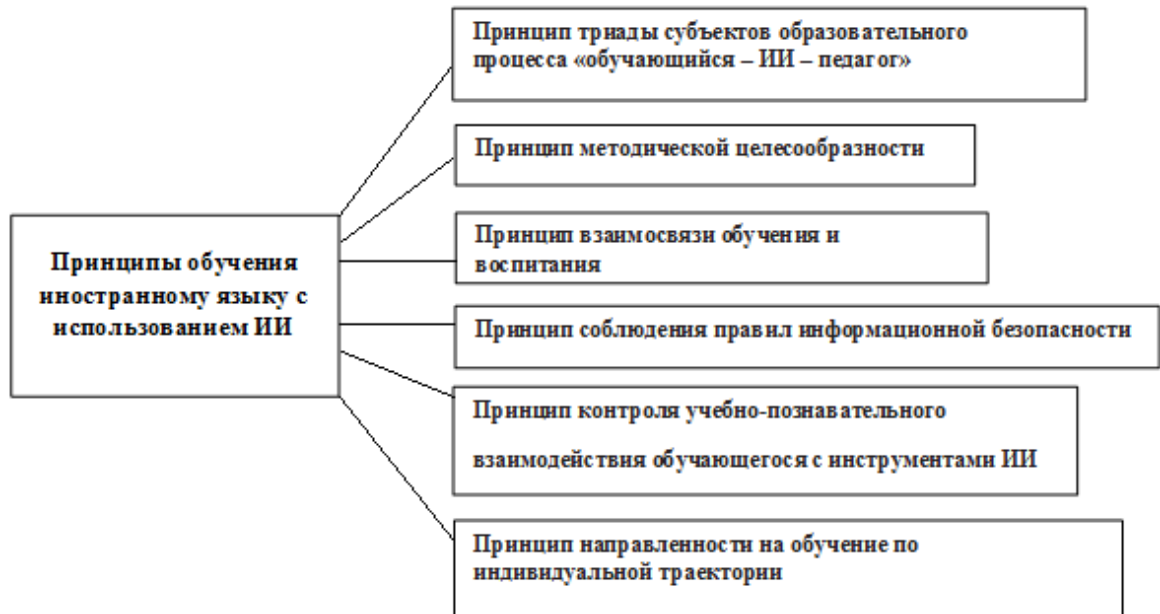 Принцип триады субъектов образовательного
процесса «обучающийся – ИИ – педагог»
Принцип методической целесообразности
Принцип взаимосвязи обучения и
воспитания
Принципы обучения
иностранному языку с
использованием ИИ
Принцип соблюдения правил информационной безопасности
Принцип контроля учебно-познавательного
взаимодействия обучающегося с инструментами ИИ
Принцип направленности на обучение по
индивидуальной траектории